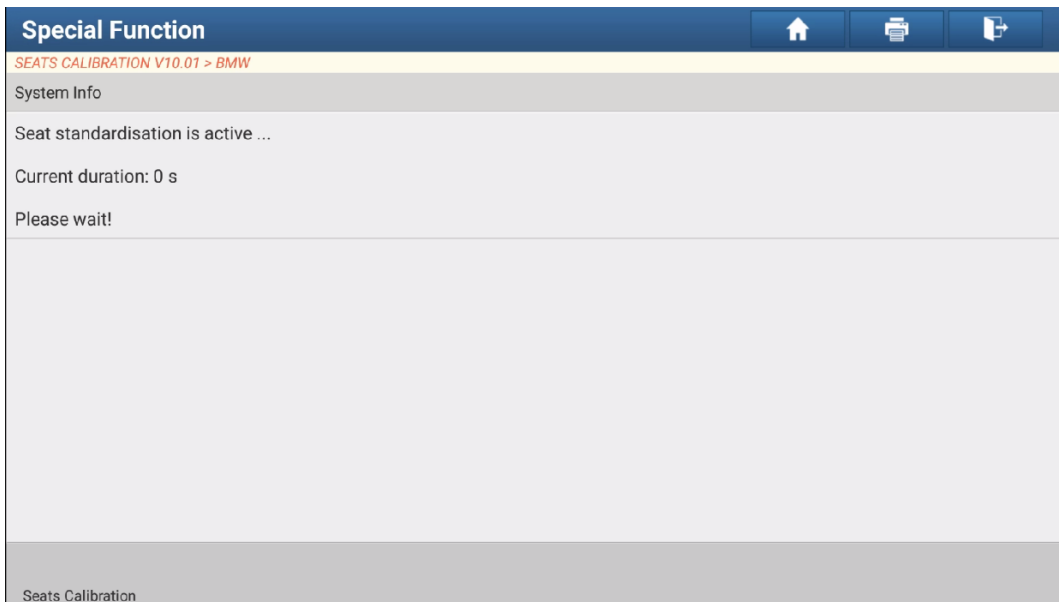 Special Function
SEATS CALIBRATION V10.01 > BMW
System Info
Seat standardisation is active ...
Current duration: 0 s
Please wait!
Seats Calibration